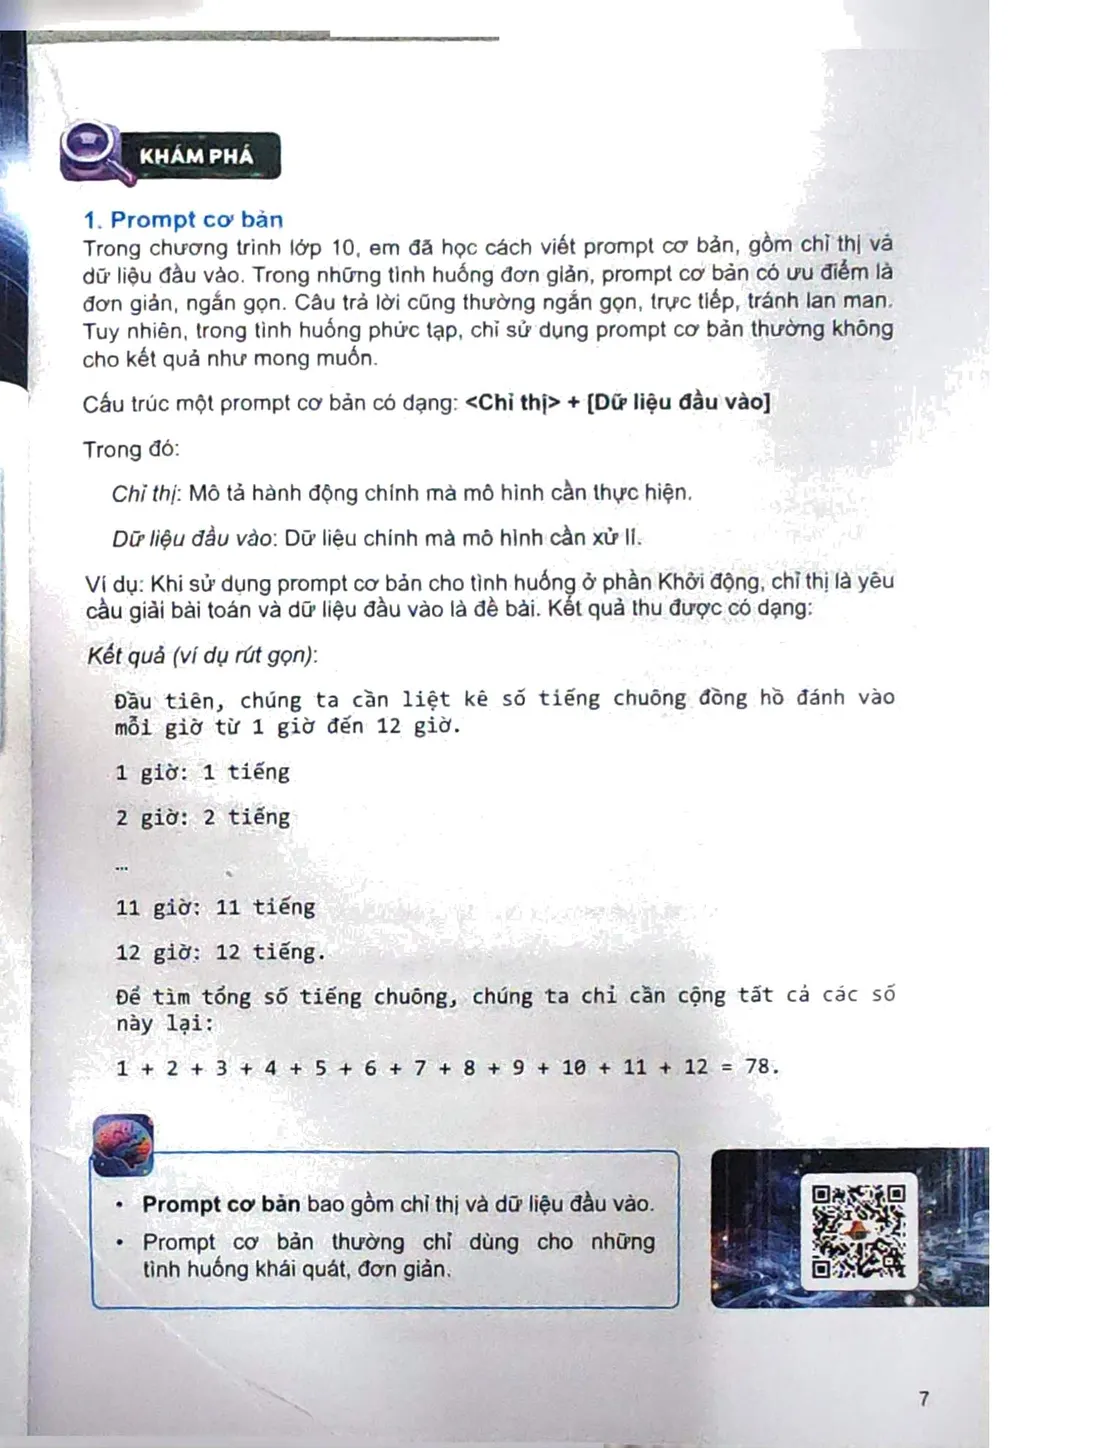 KHÁM PHÁ
1. Prompt cơ bản
Trong chương trình lớp 10, em đã học cách viết prompt cơ bản, gồm chỉ thị và
dữ liệu đầu vào. Trong những tình huống đơn giản, prompt cơ bản có ưu điểm là
đơn giản, ngắn gọn. Câu trả lời cũng thường ngắn gọn, trực tiếp, tránh lan man.
Tuy nhiên, trong tình huống phức tạp, chỉ sử dụng prompt cơ bản thường không
cho kết quả như mong muốn.
Cấu trúc một prompt cơ bản có dạng: <Chỉ thị> + [Dữ liệu đầu vào]
Trong đó:
Chỉ thị: Mô tả hành động chính mà mô hình cần thực hiện.
Dữ liệu đầu vào: Dữ liệu chính mà mô hình cần xử lí.
Ví dụ: Khi sử dụng prompt cơ bản cho tình huống ở phần Khởi động, chỉ thị là yêu
cầu giải bài toán và dữ liệu đầu vào là đề bài. Kết quả thu được có dạng:
Kết quả (ví dụ rút gọn):
Đầu tiên, chúng ta cần liệt kê số tiếng chuông đồng hồ đánh vào
mỗi giờ từ 1 giờ đến 12 giờ.
1 giờ: 1 tiếng
2 giờ: 2 tiếng
…
11 giờ: 11 tiếng
12 giờ: 12 tiếng.
Để tìm tổng số tiếng chuông, chúng ta chỉ cần cộng tất cả các số
này lại:
1 + 2 + 3 + 4 + 5 + 6 + 7 + 8 + 9 + 10 + 11 + 12 = 78.
• Prompt cơ bản bao gồm chỉ thị và dữ liệu đầu vào.
• Prompt cơ bản thường chỉ dùng cho những
tình huống khái quát, đơn giản.
7